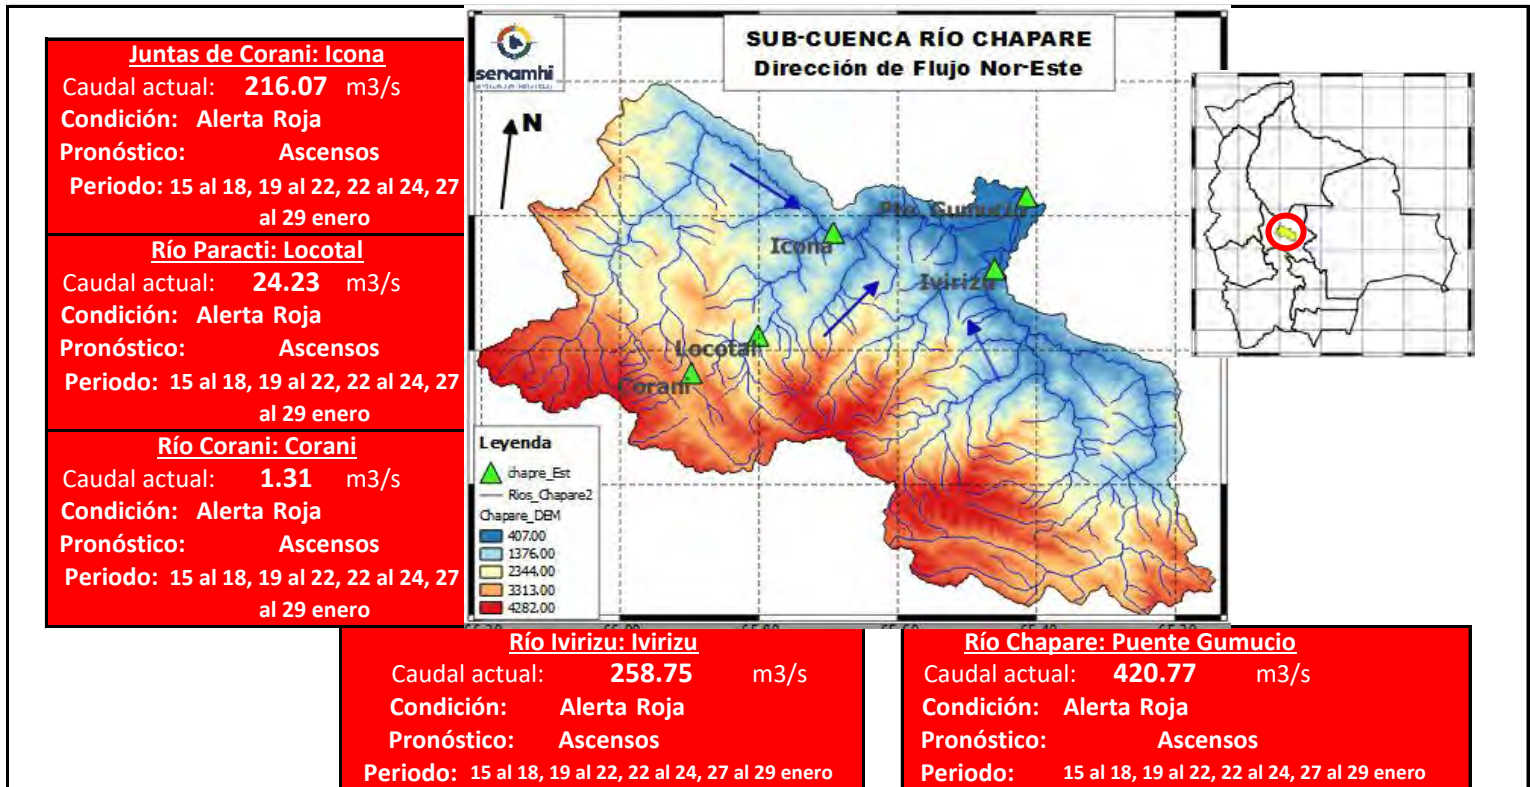 Juntas de Corani: Icona
Caudal actual: 216.07 m3/s
Condición: Alerta Roja
Pronóstico: Ascensos
Periodo: 15 al 18, 19 al 22, 22 al 24, 27
al 29 enero
Río Paracti: Locotal
Caudal actual: 24.23 m3/s
Condición: Alerta Roja
Pronóstico: Ascensos
Periodo: 15 al 18, 19 al 22, 22 al 24, 27
al 29 enero
Río Corani: Corani
Caudal actual: 1.31 m3/s
Condición: Alerta Roja
Pronóstico: Ascensos
Periodo: 15 al 18, 19 al 22, 22 al 24, 27
al 29 enero
senamhi
SUB-CUENCA RÍO CHAPARE
Dirección de Flujo Nor-Este
N
Pto. Gumucio
Icona
Ivirizu
Locotal
Corani
Leyenda
chapre_Est
Rios_Chapare2
Chapare_DEM
407.00
1376.00
2344.00
3313.00
4282.00
Río Ivirizu: Ivirizu
Caudal actual: 258.75 m3/s
Condición: Alerta Roja
Pronóstico: Ascensos
Periodo: 15 al 18, 19 al 22, 22 al 24, 27 al 29 enero
Río Chapare: Puente Gumucio
Caudal actual: 420.77 m3/s
Condición: Alerta Roja
Pronóstico: Ascensos
Periodo: 15 al 18, 19 al 22, 22 al 24, 27 al 29 enero